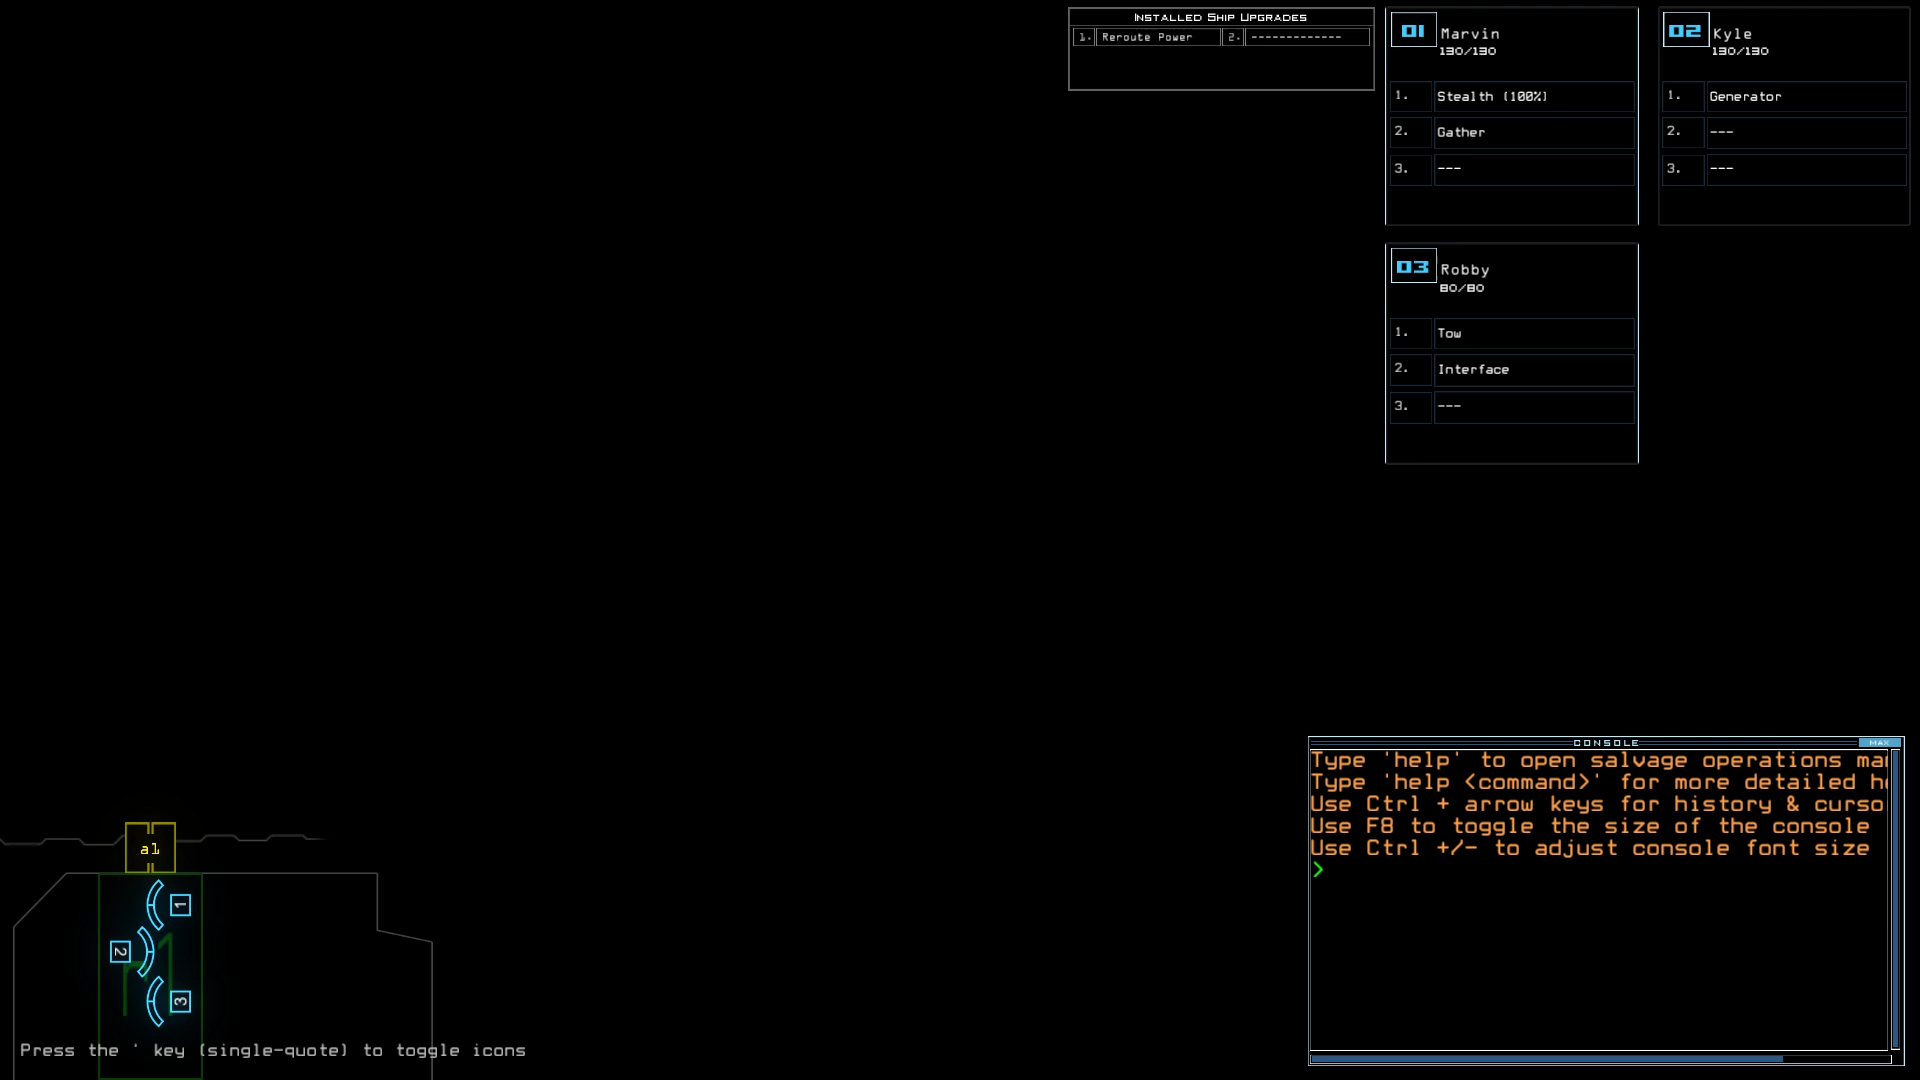 Installed Ship Upgrades
1. Reroute Power 2. -------------
01 Marvin
130/130
1. Stealth (100%)
2. Gather
3. ---
02 Kyle
130/130
1. Generator
2. ---
3. ---
03 Robby
80/80
1. Tow
2. Interface
3. ---
CONSOLE MAX
Type 'help' to open salvage operations
Type 'help <command>' for more detailed
Use Ctrl + arrow keys for history &
Use F8 to toggle the size of the console
Use Ctrl +/- to adjust console font size
>
a1
1
2
r1
3
Press the ' key (single-quote) to toggle icons